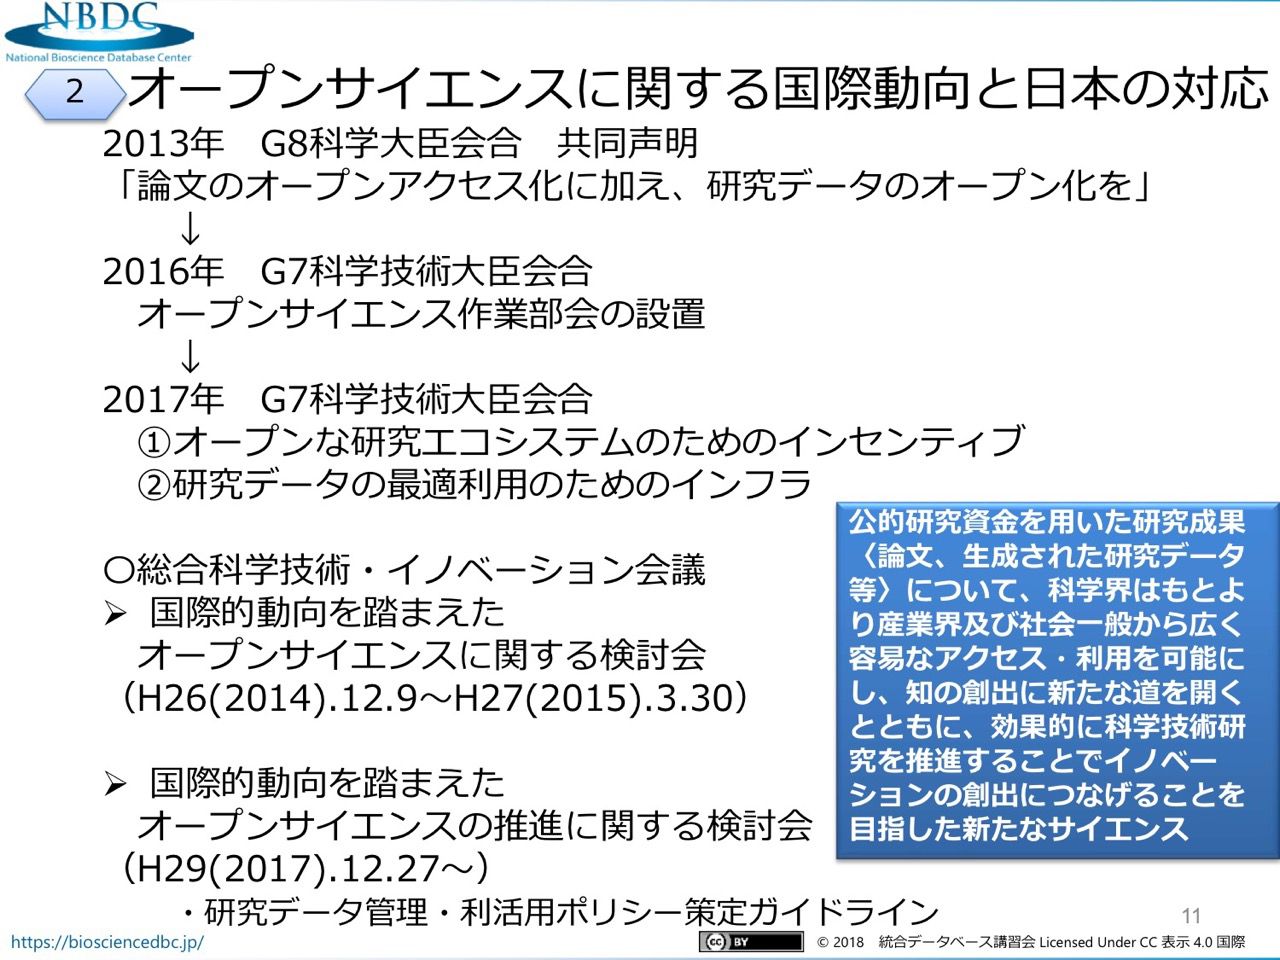 NBDC
National Bioscience Database Center
2
オープンサイエンスに関する国際動向と日本の対応
2013年　G8科学大臣会合　共同声明
「論文のオープンアクセス化に加え、研究データのオープン化を」
↓
2016年　G7科学技術大臣会合
オープンサイエンス作業部会の設置
↓
2017年　G7科学技術大臣会合
①オープンな研究エコシステムのためのインセンティブ
②研究データの最適利用のためのインフラ
〇総合科学技術・イノベーション会議
➢ 国際的動向を踏まえた
オープンサイエンスに関する検討会
（H26(2014).12.9～H27(2015).3.30）
➢ 国際的動向を踏まえた
オープンサイエンスの推進に関する検討会
（H29(2017).12.27～）
・研究データ管理・利活用ポリシー策定ガイドライン
公的研究資金を用いた研究成果
〈論文、生成された研究データ
等〉について、科学界はもとよ
り産業界及び社会一般から広く
容易なアクセス・利用を可能に
し、知の創出に新たな道を開く
とともに、効果的に科学技術研
究を推進することでイノベー
ションの創出につなげることを
目指した新たなサイエンス
11
https://biosciencedbc.jp/
cc BY
© 2018　統合データベース講習会 Licensed Under CC 表示 4.0 国際